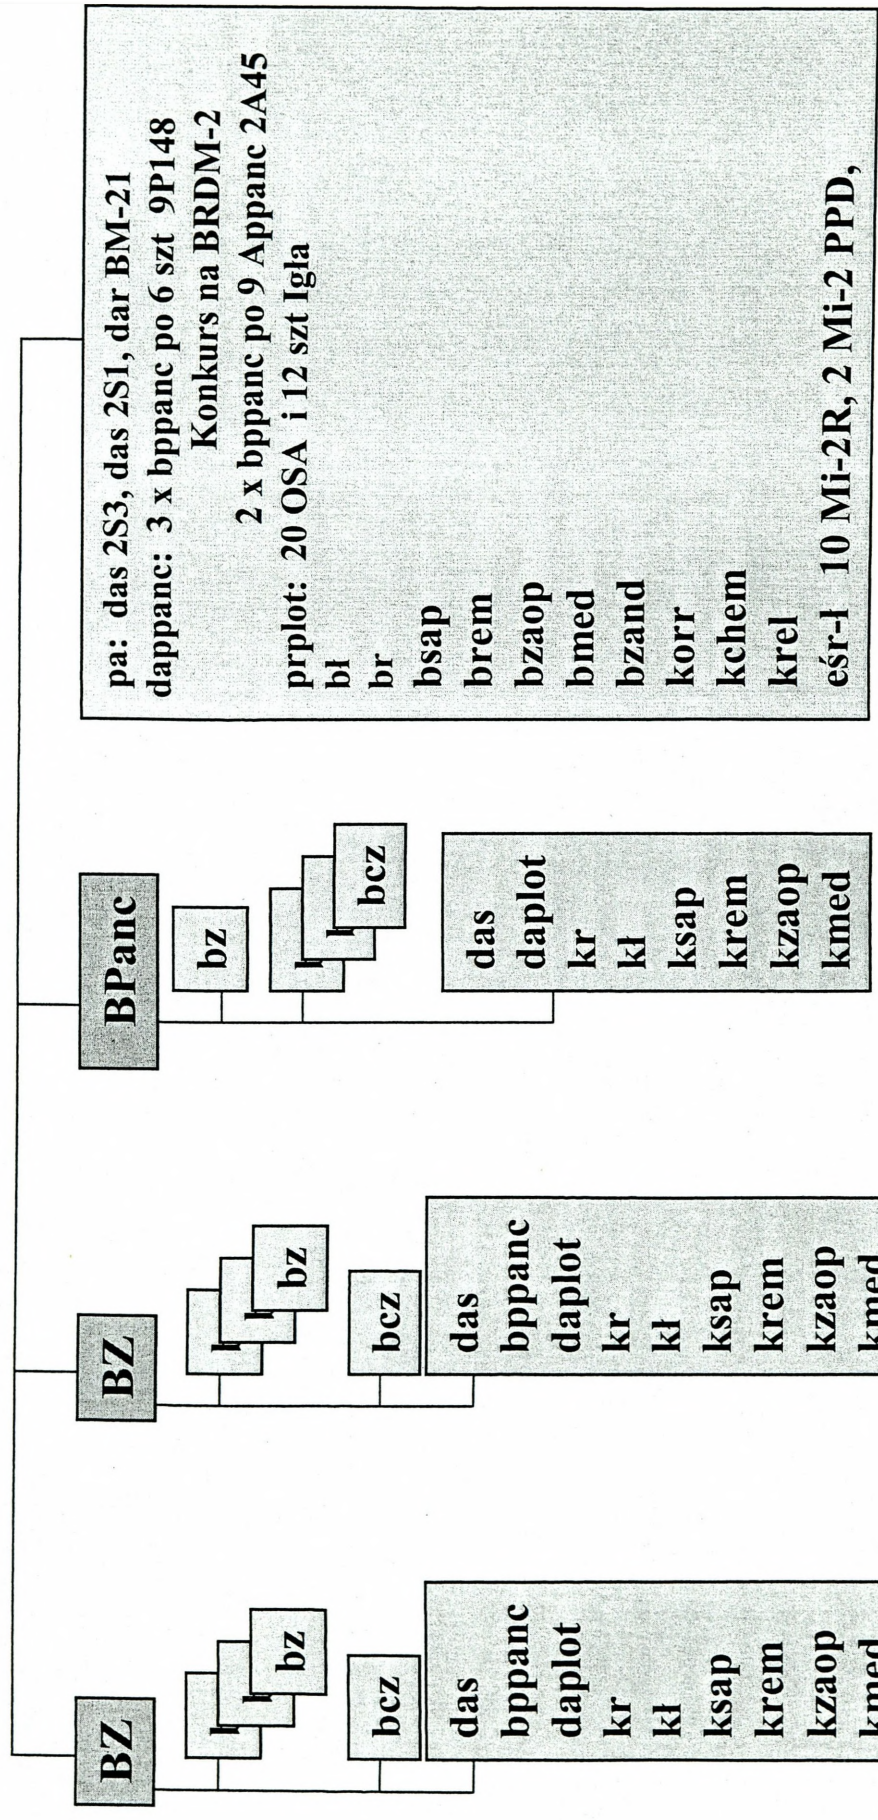 BZ
bz
bcz
das
bppanc
daplot
kr
kł
ksap
krem
kzaop
kmed
BZ
bz
bcz
das
bppanc
daplot
kr
kł
ksap
krem
kzaop
kmed
BPanc
bz
bcz
das
daplot
kr
kł
ksap
krem
kzaop
kmed
pa: das 2S3, das 2S1, dar BM-21
dappanc: 3 x bppanc po 6 szt 9P148
Konkurs na BRDM-2
2 x bppanc po 9 Appanc 2A45
prplot: 20 OSA i 12 szt Igła
bł
br
bsap
brem
bzaop
bmed
bzand
korr
kchem
krel
eśr-ł 10 Mi-2R, 2 Mi-2 PPD,